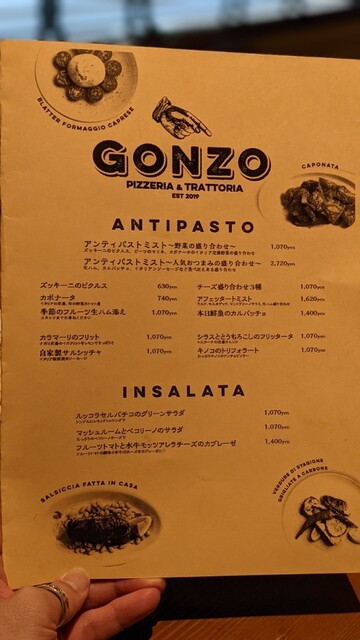 BLATTER FORMAGGIO CAPRESE
GONZO
PIZZERIA & TRATTORIA
EST 2019
CAPONATA
ANTIPASTO
アンティパストミスト〜野菜の盛り合わせ〜 1,070yen
アンティパストミスト〜人気おつまみの盛り合わせ〜 2,720yen
ズッキーニのピクルス 630yen
チーズ盛り合わせ3種 1,070yen
カポナータ 740yen
アフェッタートミスト 1,620yen
季節のフルーツ生ハム添え 1,070yen
本日鮮魚のカルパッチョ 1,400yen
カラマーリのフリット 1,070yen
シラスととうもろこしのフリッタータ 1,070yen
自家製サルシッチャ 1,070yen
キノコのトリフォラート 1,070yen
INSALATA
ルッコラセルバチコのグリーンサラダ 1,070yen
マッシュルームとペコリーノのサラダ 1,070yen
フルーツトマトと水牛モッツァレラチーズのカプレーゼ 1,400yen
SALSICCIA FATTA IN CASA
VERDURE DI STAGIONE
GRIGLIATE A CARBONE